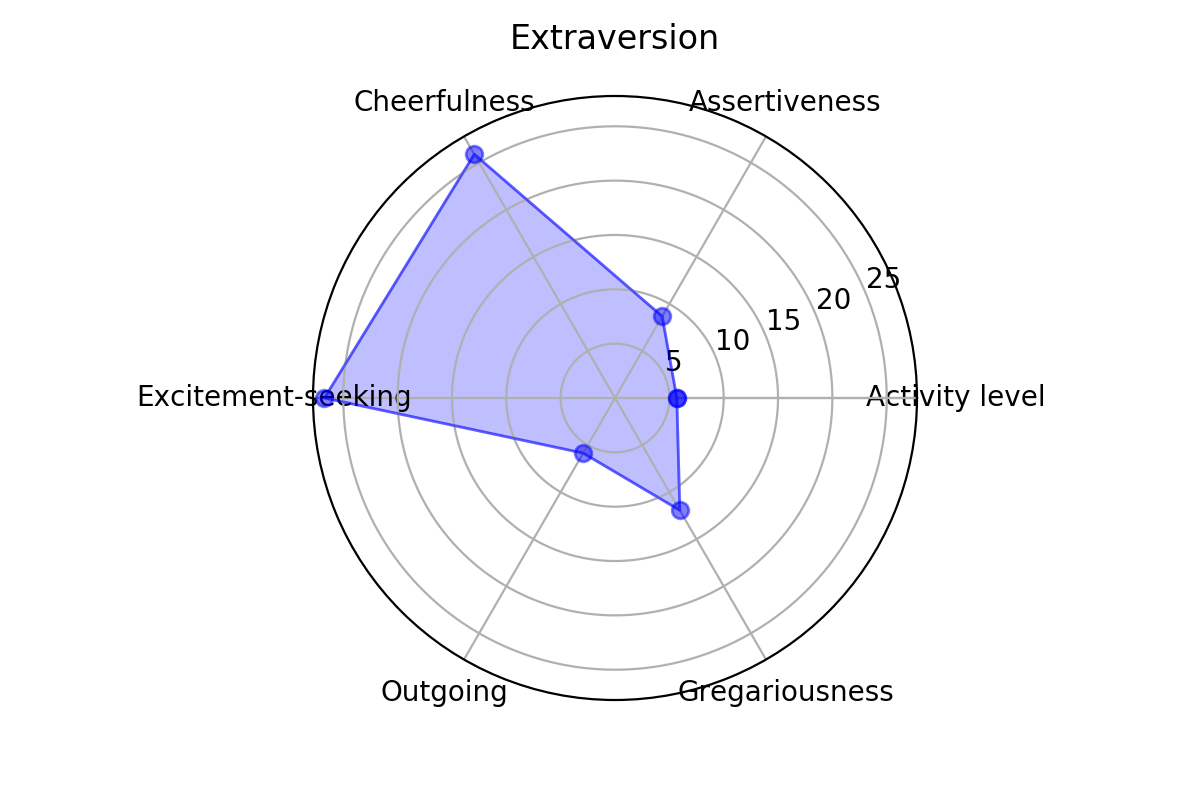 Extraversion
Cheerfulness
Assertiveness
25
20
15
10
5
Excitement-seeking
Activity level
Outgoing
Gregariousness